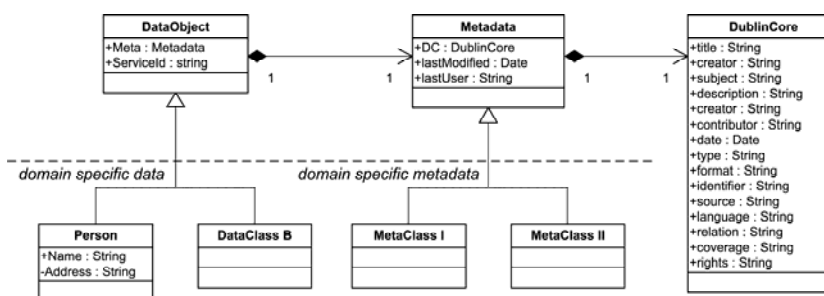 DataObject
+Meta : Metadata
+ServiceId : string
1
1
Metadata
+DC : DublinCore
+lastModified : Date
+lastUser : String
1
1
DublinCore
+title : String
+creator : String
+subject : String
+description : String
+creator : String
+contributor : String
+date : Date
+type : String
+format : String
+identifier : String
+source : String
+language : String
+relation : String
+coverage : String
+rights : String
domain specific data
domain specific metadata
Person
+Name : String
-Address : String
DataClass B
MetaClass I
MetaClass II